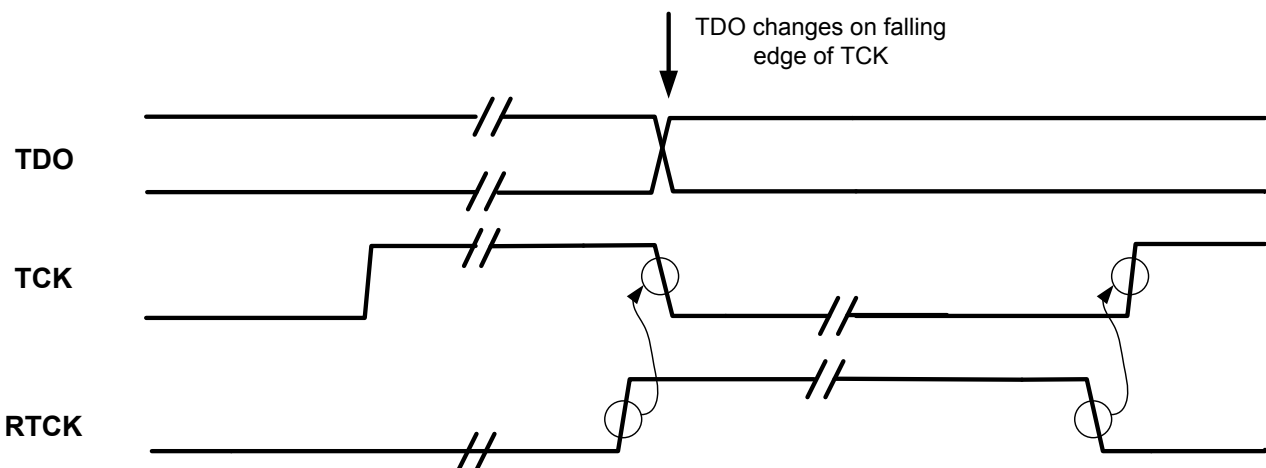 TDO changes on falling
edge of TCK
TDO
TCK
RTCK